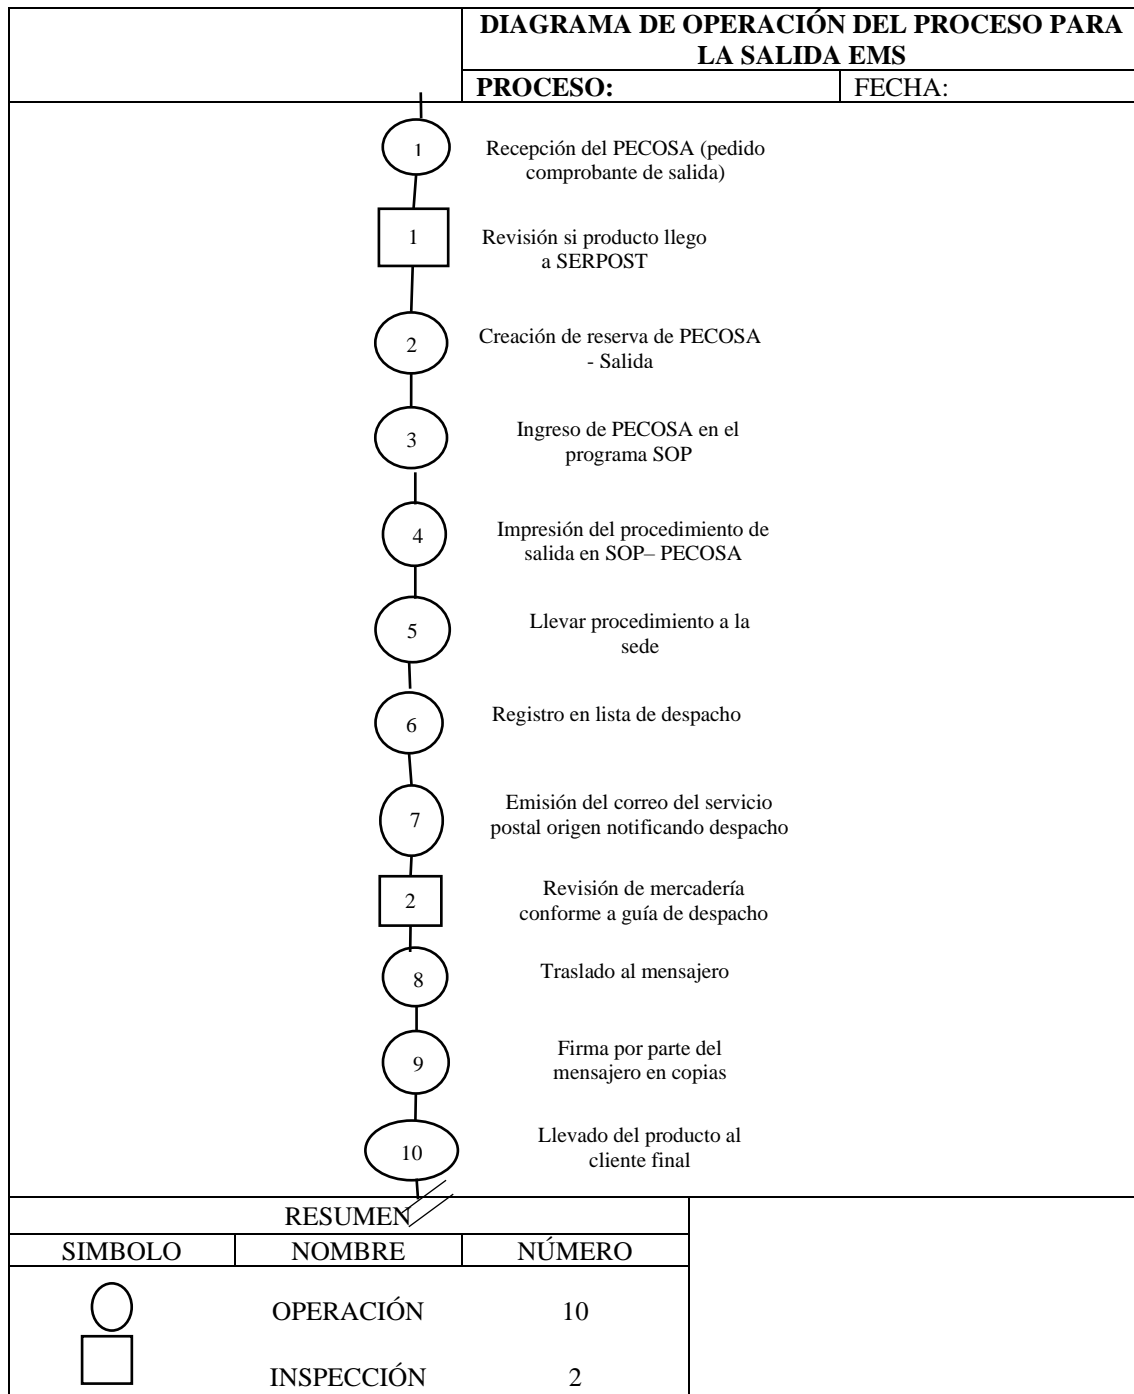 DIAGRAMA DE OPERACIÓN DEL PROCESO PARA
LA SALIDA EMS
PROCESO:
FECHA:
1
Recepción del PECOSA (pedido
comprobante de salida)
1
Revisión si producto llego
a SERPOST
2
Creación de reserva de PECOSA
- Salida
3
Ingreso de PECOSA en el
programa SOP
4
Impresión del procedimiento de
salida en SOP– PECOSA
5
Llevar procedimiento a la
sede
6
Registro en lista de despacho
7
Emisión del correo del servicio
postal origen notificando despacho
2
Revisión de mercadería
conforme a guía de despacho
8
Traslado al mensajero
9
Firma por parte del
mensajero en copias
10
Llevado del producto al
cliente final
RESUMEN
SIMBOLO
NOMBRE
NÚMERO
OPERACIÓN
10
INSPECCIÓN
2